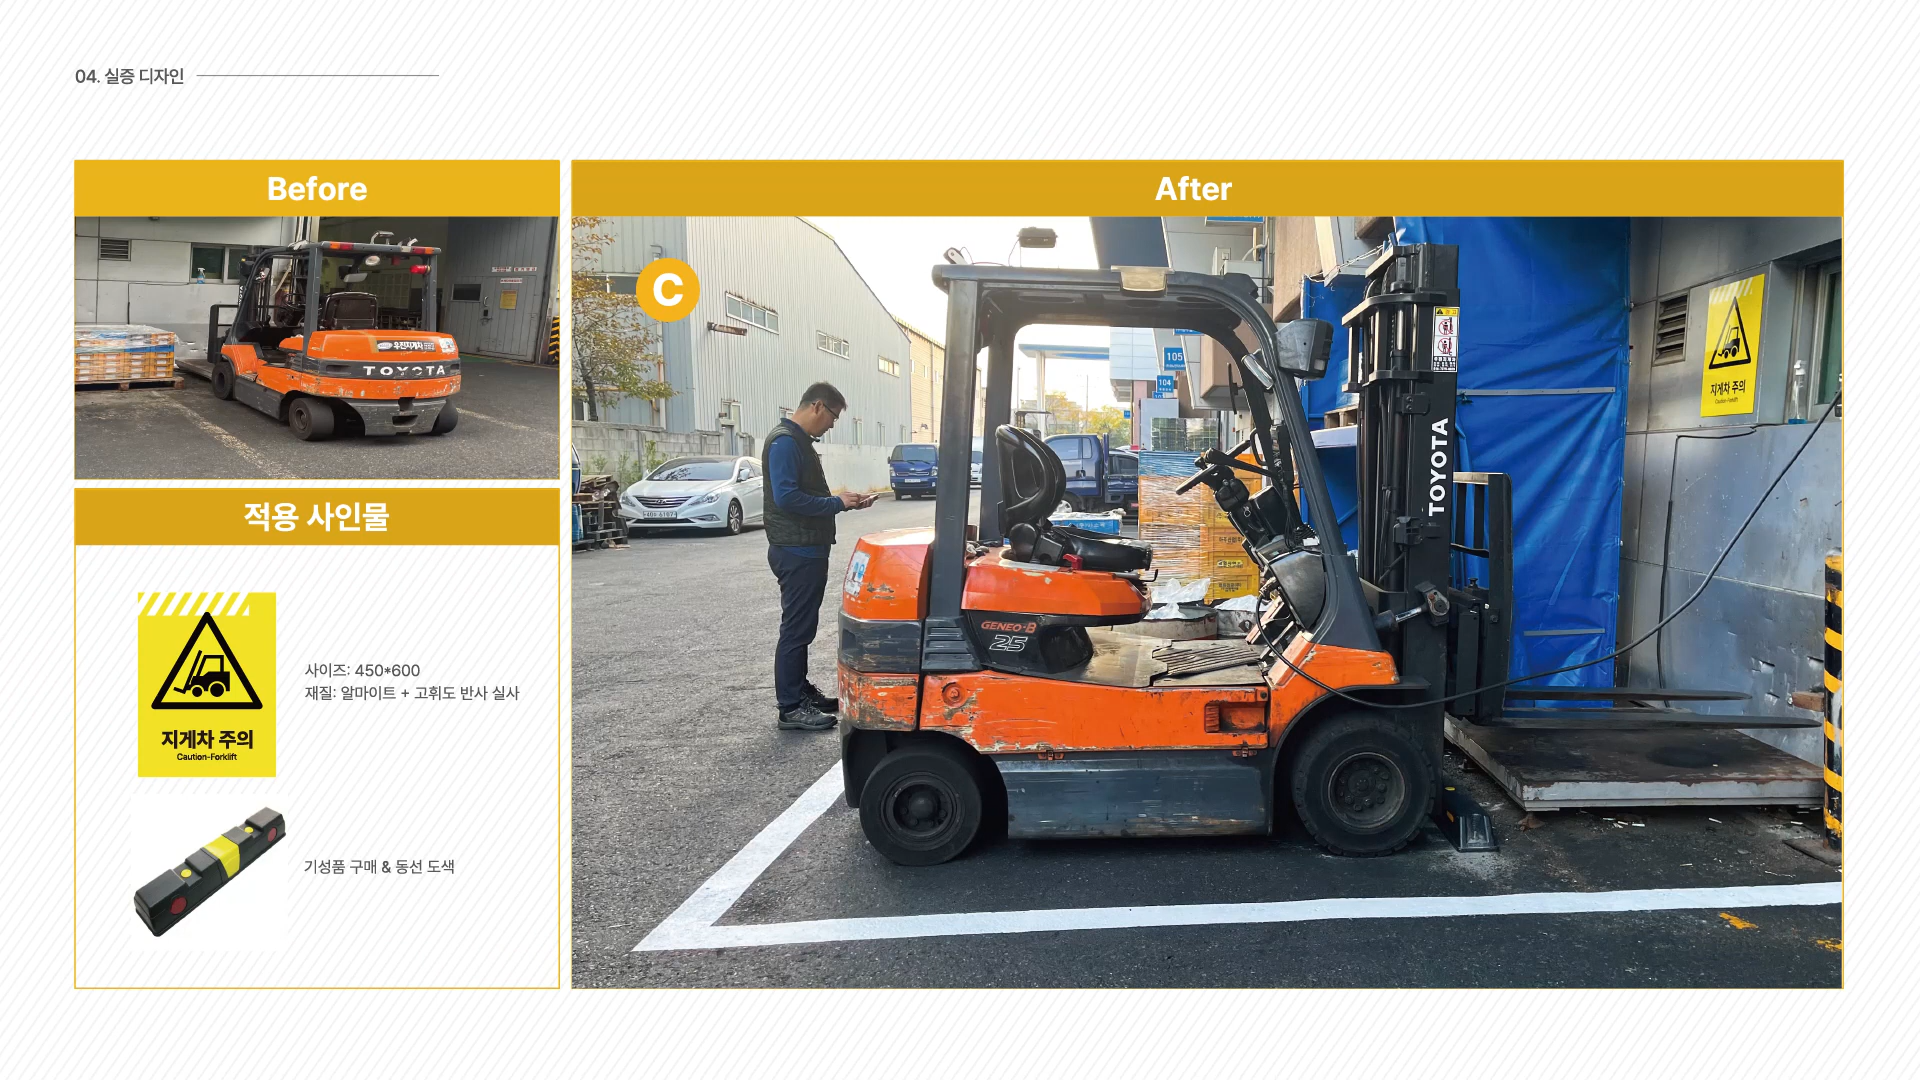 04. 실증 디자인
Before
TOYOTA
적용 사인물
지게차 주의
Caution-Forklift
사이즈: 450*600
재질: 알마이트 + 고휘도 반사 실사
기성품 구매 & 동선 도색
After
C
105
104
TOYOTA
지게차 주의
Caution-Forklift
GENEO-B
25